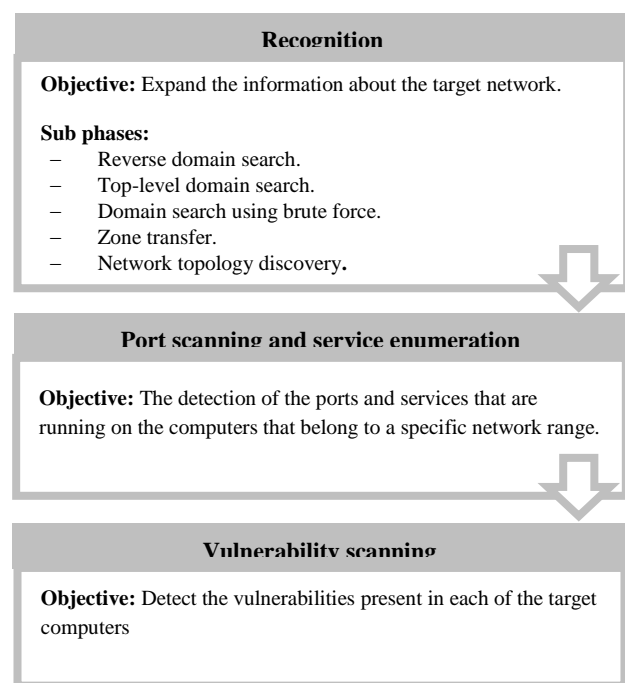 Recognition
Objective: Expand the information about the target network.
Sub phases:
– Reverse domain search.
– Top-level domain search.
– Domain search using brute force.
– Zone transfer.
– Network topology discovery.
Port scanning and service enumeration
Objective: The detection of the ports and services that are
running on the computers that belong to a specific network range.
Vulnerability scanning
Objective: Detect the vulnerabilities present in each of the target
computers